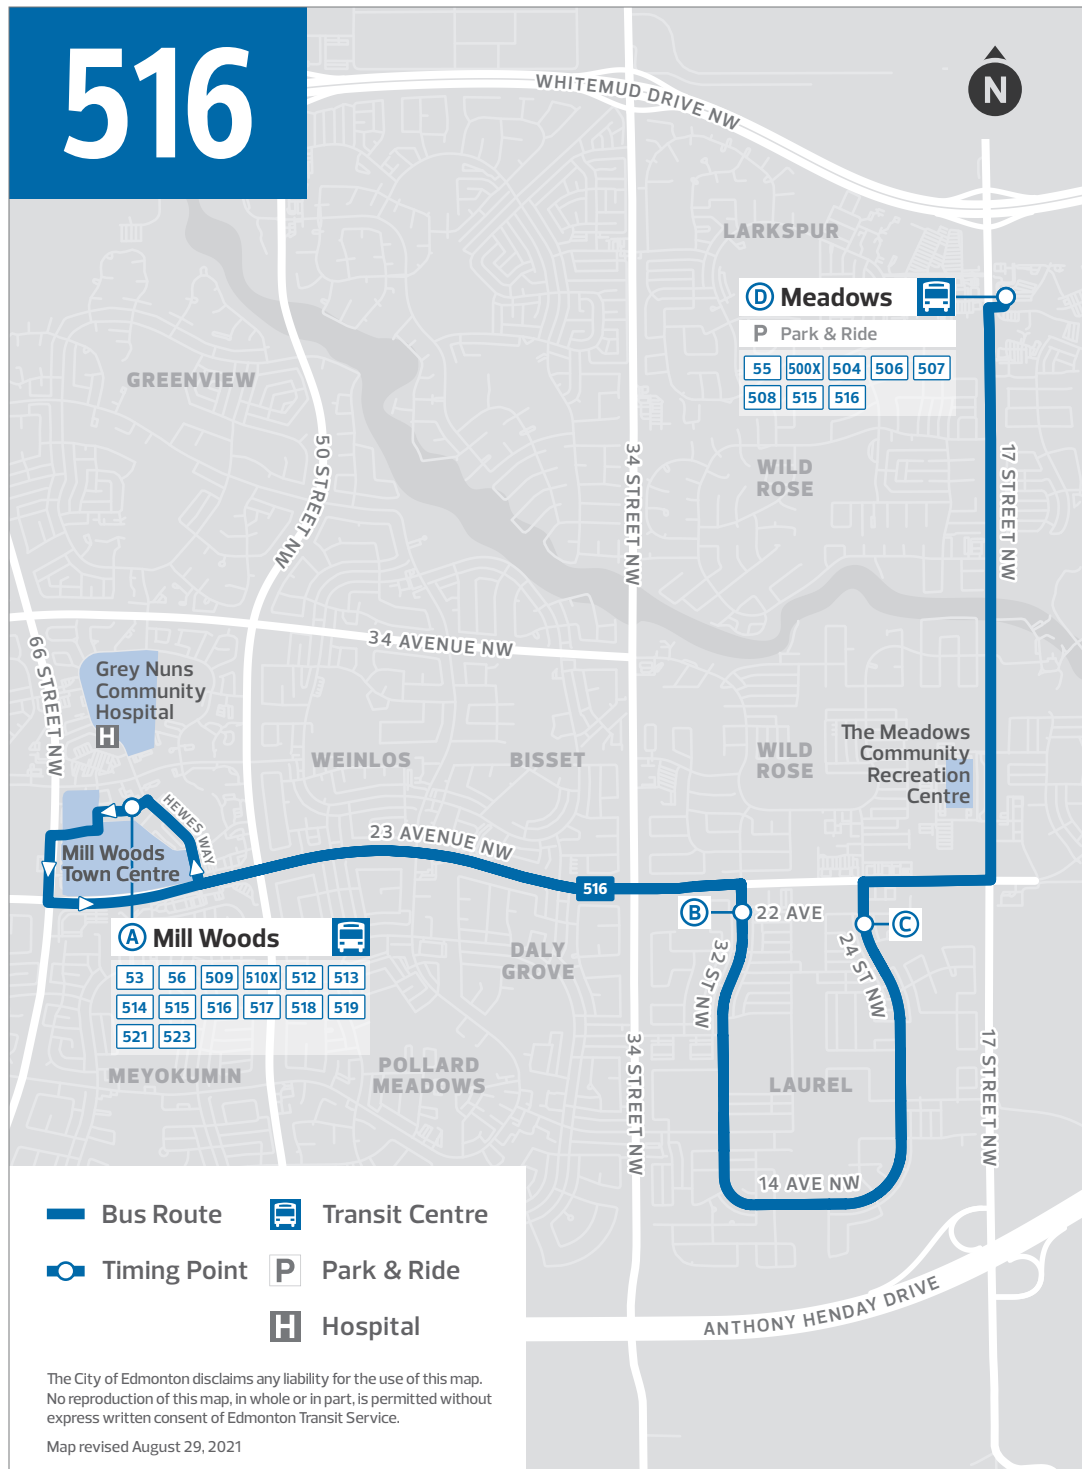 516
WHITEMUD DRIVE NW
N
LARKSPUR
D Meadows
P Park & Ride
55 500X 504 506 507
508 515 516
GREENVIEW
50 STREET NW
34 STREET NW
WILD
ROSE
17 STREET NW
34 AVENUE NW
66 STREET NW
Grey Nuns
Community
Hospital
H
WEINLOS
BISSET
WILD
ROSE
The Meadows
Community
Recreation
Centre
HEWES WAY
23 AVENUE NW
Mill Woods
Town Centre
516
B
22 AVE
C
A Mill Woods
53 56 509 510X 512 513
514 515 516 517 518 519
521 523
DALY
GROVE
32 ST NW
24 ST NW
MEYOKUMIN
POLLARD
MEADOWS
34 STREET NW
LAUREL
17 STREET NW
14 AVE NW
Bus Route
Transit Centre
Timing Point
P Park & Ride
H Hospital
ANTHONY HENDAY DRIVE
The City of Edmonton disclaims any liability for the use of this map.
No reproduction of this map, in whole or in part, is permitted without
express written consent of Edmonton Transit Service.
Map revised August 29, 2021